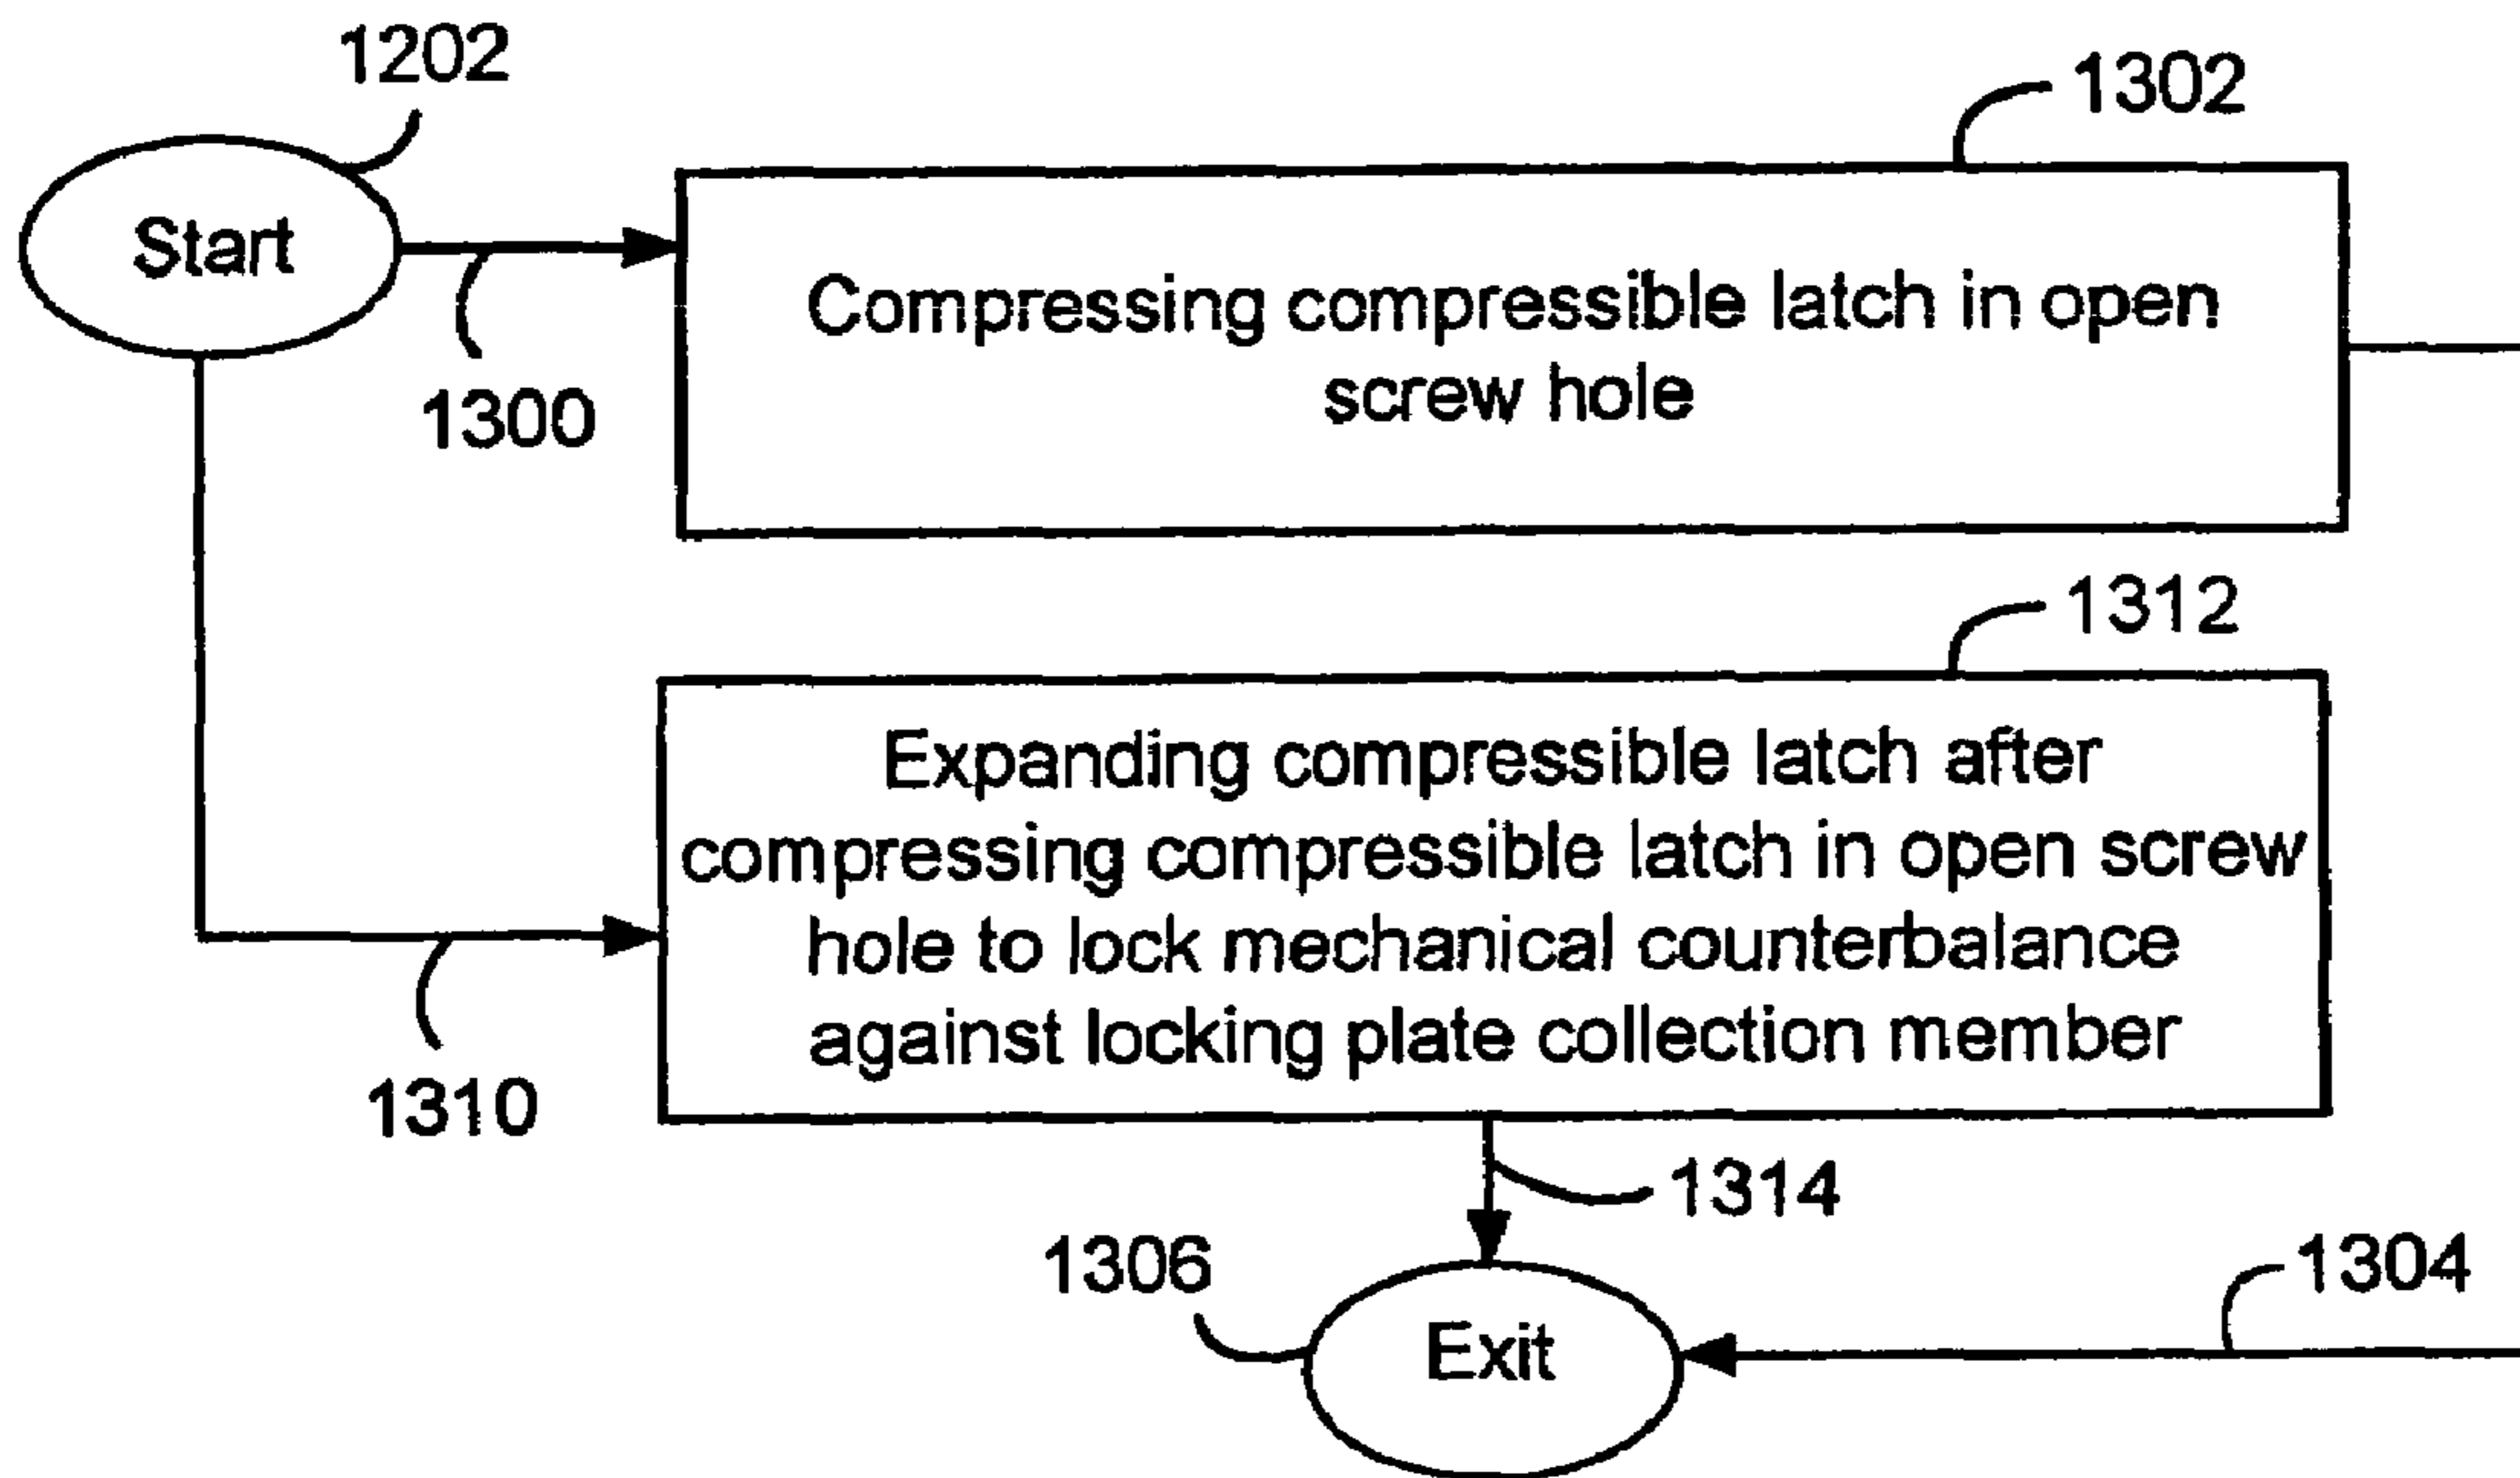 1202
1302
Start
Compressing compressible latch in open
screw hole
1300
1312
Expanding compressible latch after
compressing compressible latch in open screw
hole to lock mechanical counterbalance
against locking plate collection member
1310
1314
1306
1304
Exit